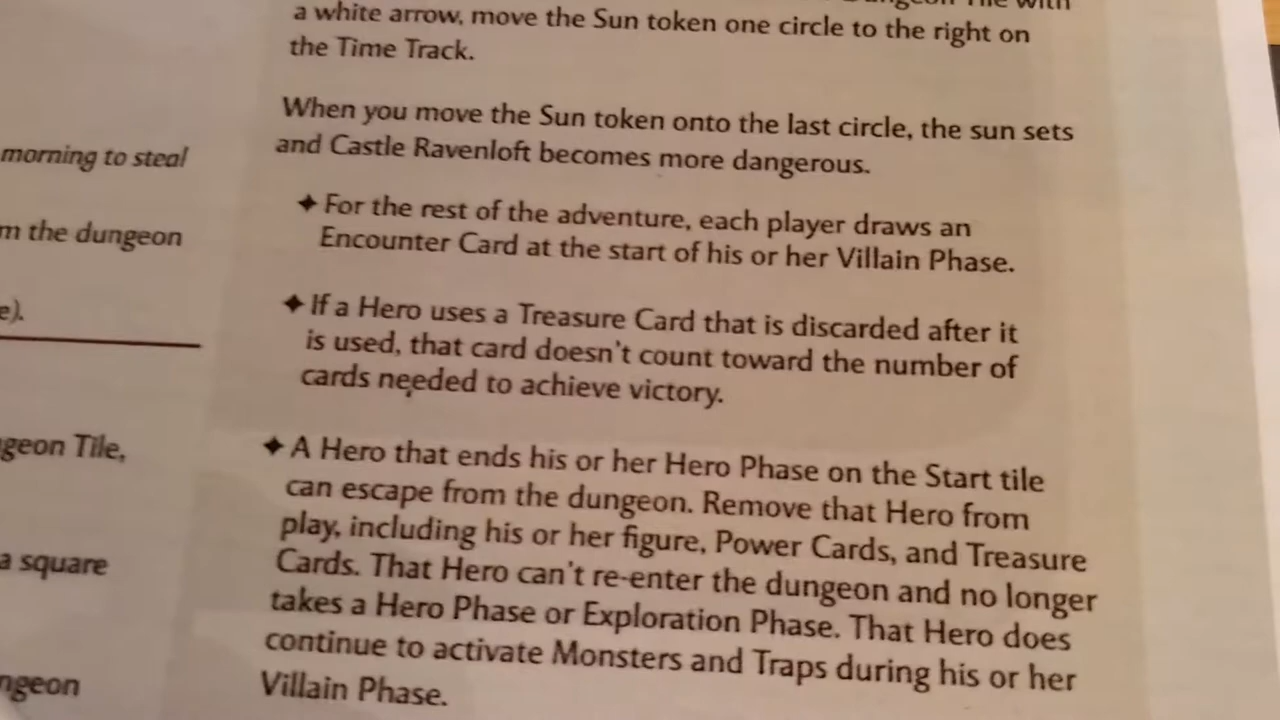 morning to steal
m the dungeon
e).
geon Tile,
a square
ngeon
Dungeon Tile with
a white arrow, move the Sun token one circle to the right on
the Time Track.
When you move the Sun token onto the last circle, the sun sets
and Castle Ravenloft becomes more dangerous.
✦ For the rest of the adventure, each player draws an
Encounter Card at the start of his or her Villain Phase.
✦ If a Hero uses a Treasure Card that is discarded after it
is used, that card doesn't count toward the number of
cards needed to achieve victory.
✦ A Hero that ends his or her Hero Phase on the Start tile
can escape from the dungeon. Remove that Hero from
play, including his or her figure, Power Cards, and Treasure
Cards. That Hero can't re-enter the dungeon and no longer
takes a Hero Phase or Exploration Phase. That Hero does
continue to activate Monsters and Traps during his or her
Villain Phase.